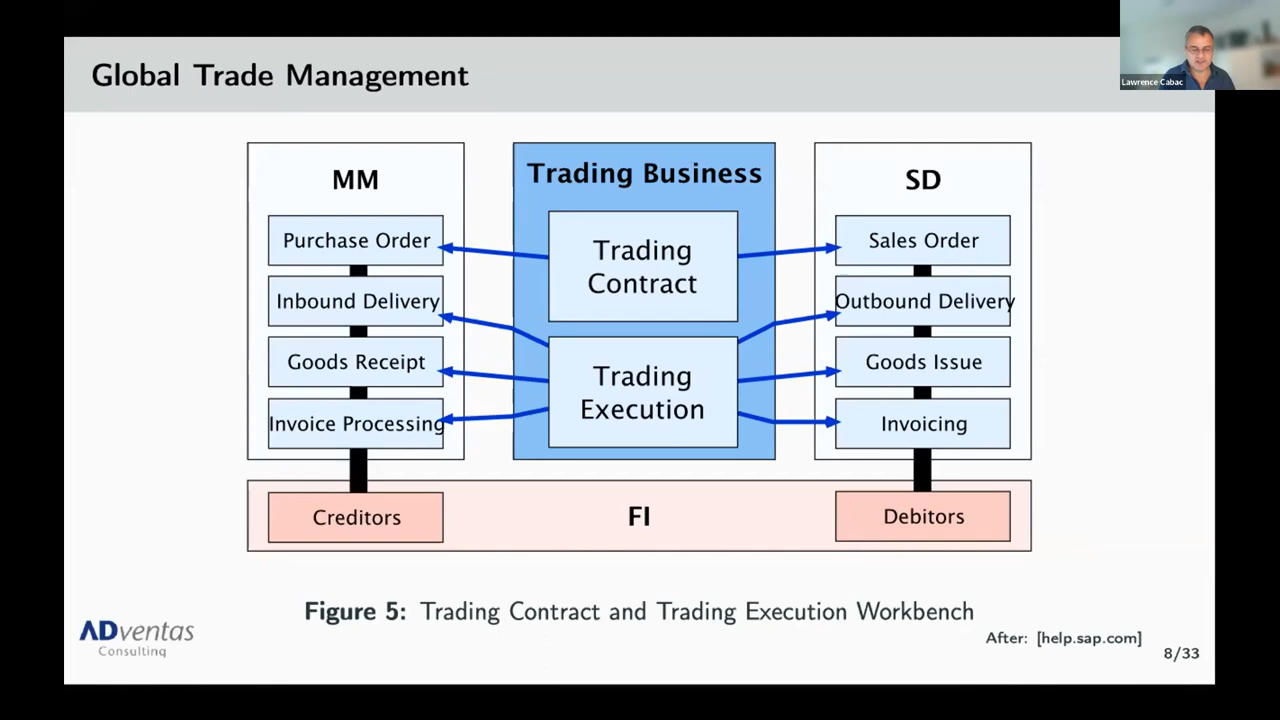 Global Trade Management
Lawrence Cabac
MM
Purchase Order
Inbound Delivery
Goods Receipt
Invoice Processing
Trading Business
Trading
Contract
Trading
Execution
SD
Sales Order
Outbound Delivery
Goods Issue
Invoicing
Creditors
FI
Debitors
Figure 5: Trading Contract and Trading Execution Workbench
After: [help.sap.com]
ADventas
Consulting
8/33